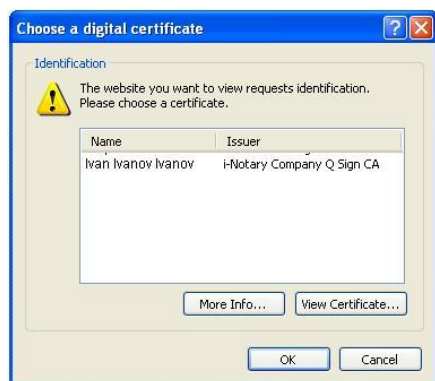 Choose a digital certificate
Identification
The website you want to view requests identification.
Please choose a certificate.
Name Issuer
Ivan Ivanov Ivanov i-Notary Company Q Sign CA
More Info... View Certificate...
OK Cancel